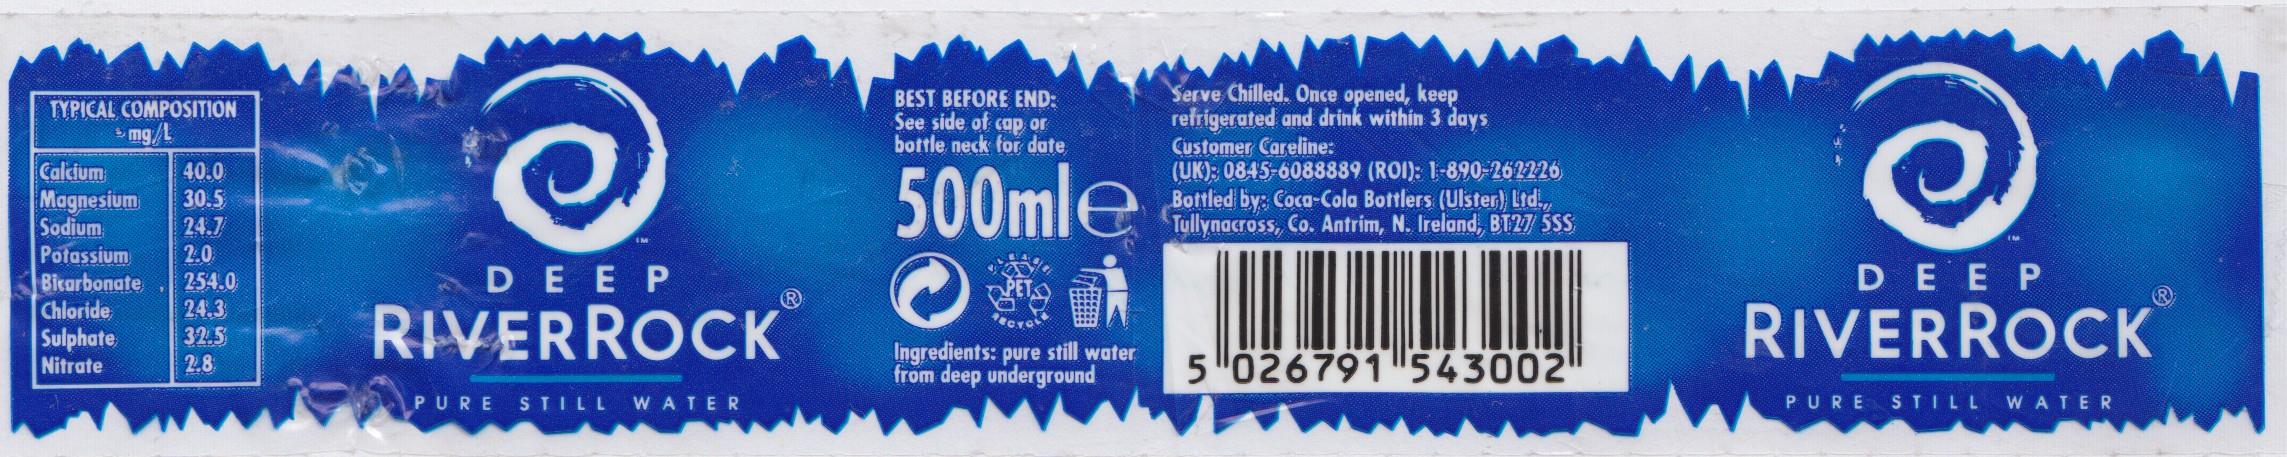 TYPICAL COMPOSITION
mg/L
Calcium 40.0
Magnesium 30.5
Sodium 24.7
Potassium 2.0
Bicarbonate 254.0
Chloride 24.3
Sulphate 32.5
Nitrate 2.8
TM
DEEP
RIVERROCK®
PURE STILL WATER
BEST BEFORE END:
See side of cap or
bottle neck for date
500ml e
PLEASE
PET
RECYCLE
Ingredients: pure still water
from deep underground
Serve Chilled. Once opened, keep
refrigerated and drink within 3 days
Customer Careline:
(UK): 0845-6088889 (ROI): 1-890-262226
Bottled by: Coca-Cola Bottlers (Ulster) Ltd.,
Tullynacross, Co. Antrim, N. Ireland, BT27 5SS
5 026791 543002
TM
DEEP
RIVERROCK®
PURE STILL WATER